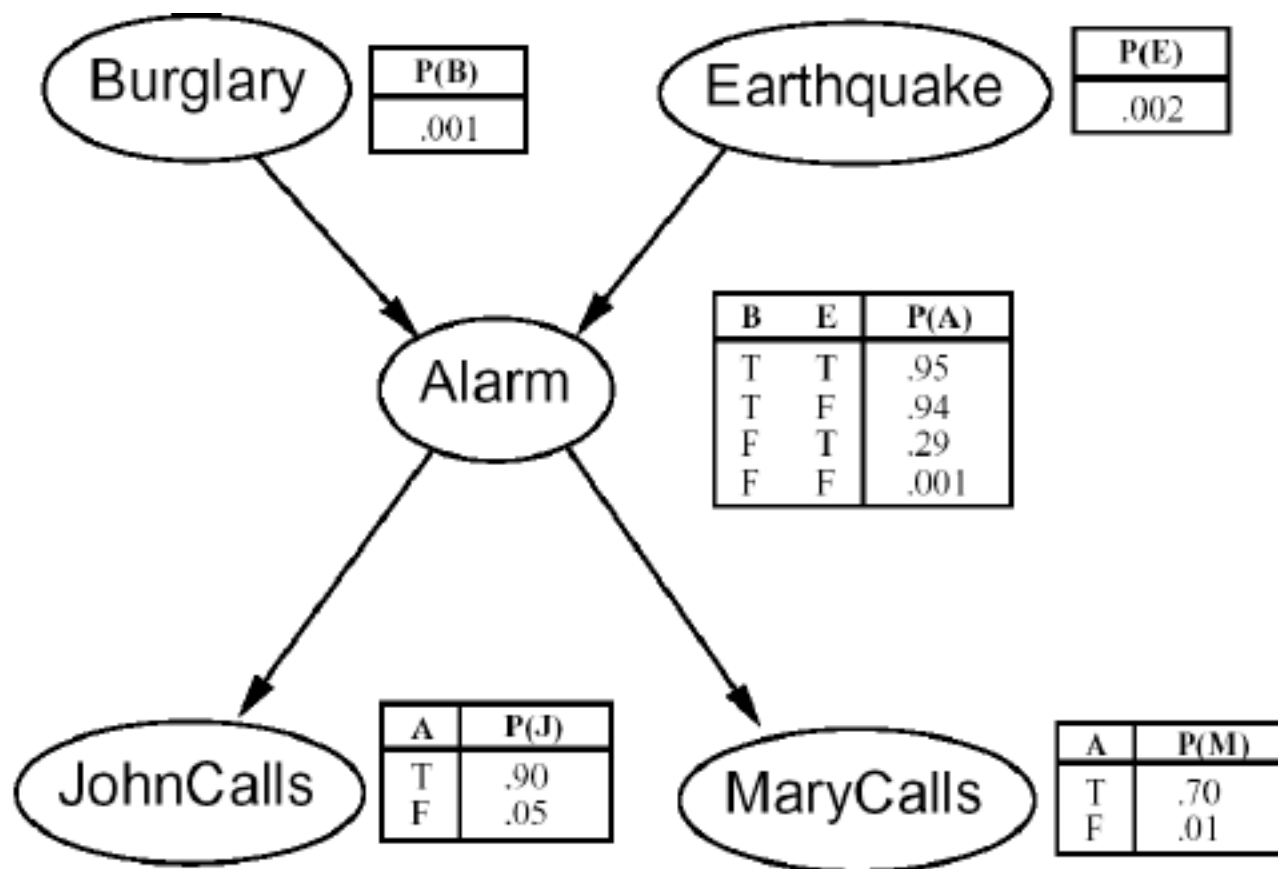 Burglary
P(B)
.001
Earthquake
P(E)
.002
Alarm
B E P(A)
T T .95
T F .94
F T .29
F F .001
JohnCalls
A P(J)
T .90
F .05
MaryCalls
A P(M)
T .70
F .01